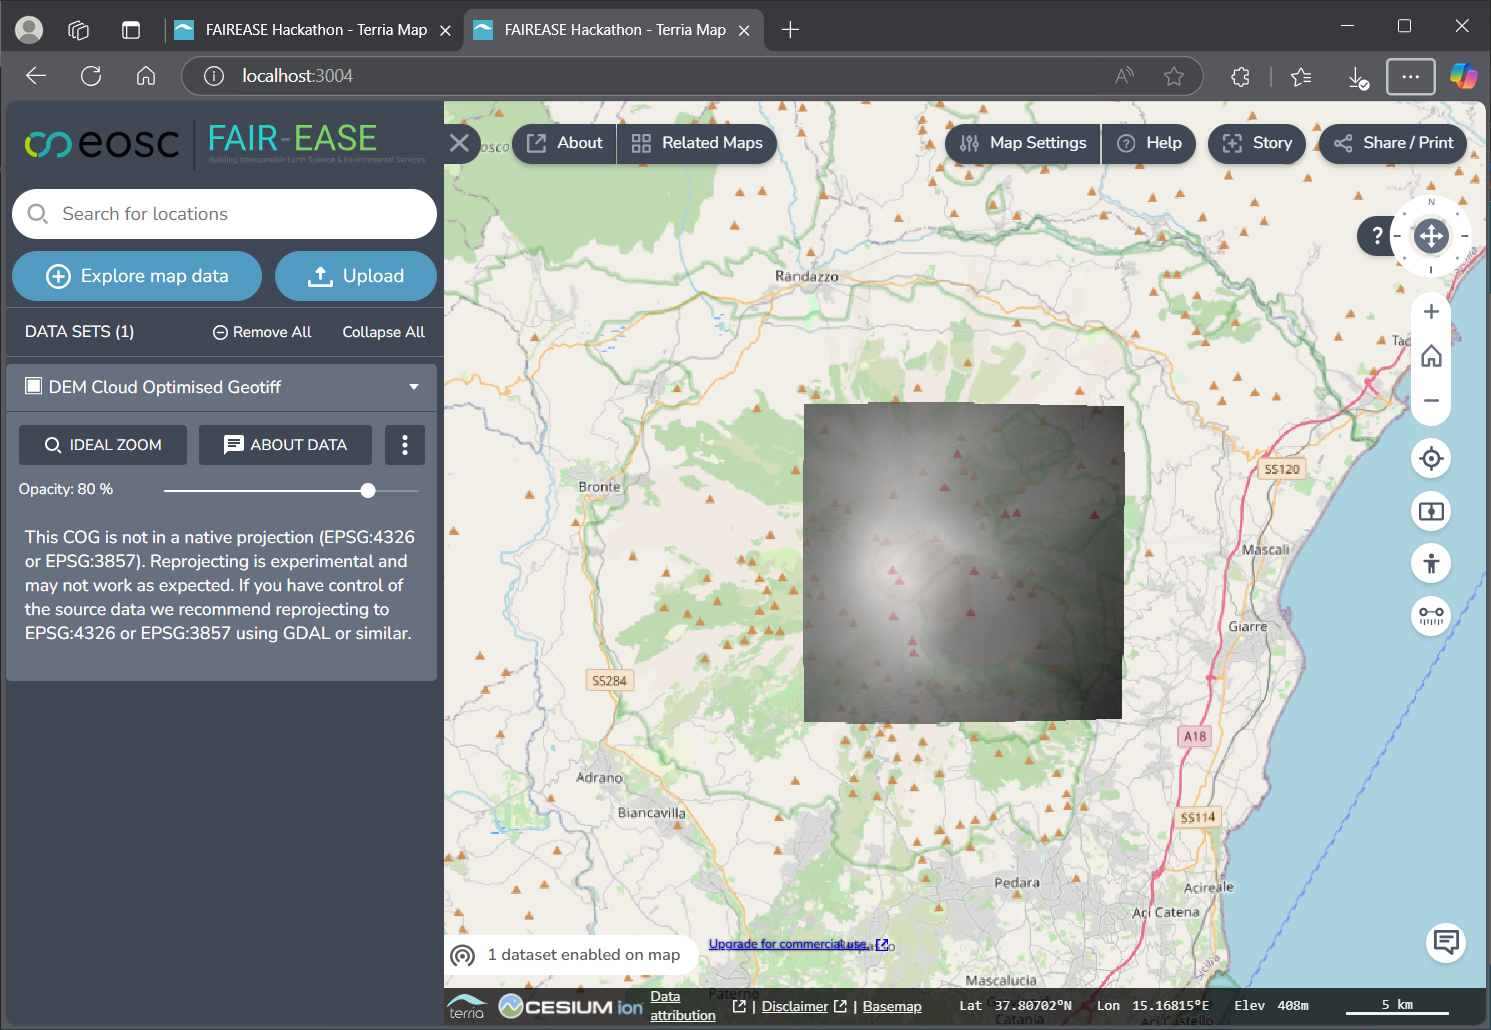 FAIREASE Hackathon - Terria Map
FAIREASE Hackathon - Terria Map
localhost:3004
eosc
FAIR-EASE
Building Interoperable Earth Science & Environmental Services
About
Related Maps
Map Settings
Help
Story
Share / Print
Search for locations
Explore map data
Upload
DATA SETS (1)
Remove All
Collapse All
DEM Cloud Optimised Geotiff
IDEAL ZOOM
ABOUT DATA
Opacity: 80 %
This COG is not in a native projection (EPSG:4326
or EPSG:3857). Reprojecting is experimental and
may not work as expected. If you have control of
the source data we recommend reprojecting to
EPSG:4326 or EPSG:3857 using GDAL or similar.
N
?
Randazzo
Bronte
SS120
Mascali
Giarre
SS284
A18
Adrano
Biancavilla
SS114
Pedara
Acireale
Aci Catena
Mascalucia
Catania
Aci Castello
Sicilia
Paternò
1 dataset enabled on map
Upgrade for commercial use.
terria
CESIUM ion
Data
attribution
| Disclaimer
| Basemap
Lat 37.80702°N
Lon 15.16815°E
Elev 408m
5 km